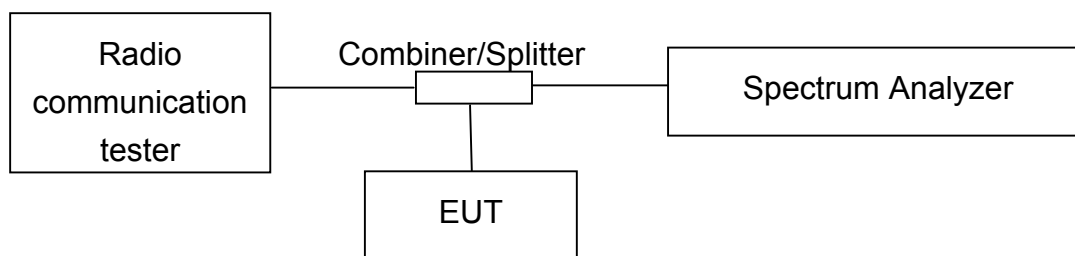 Radio
communication
tester
Combiner/Splitter
Spectrum Analyzer
EUT